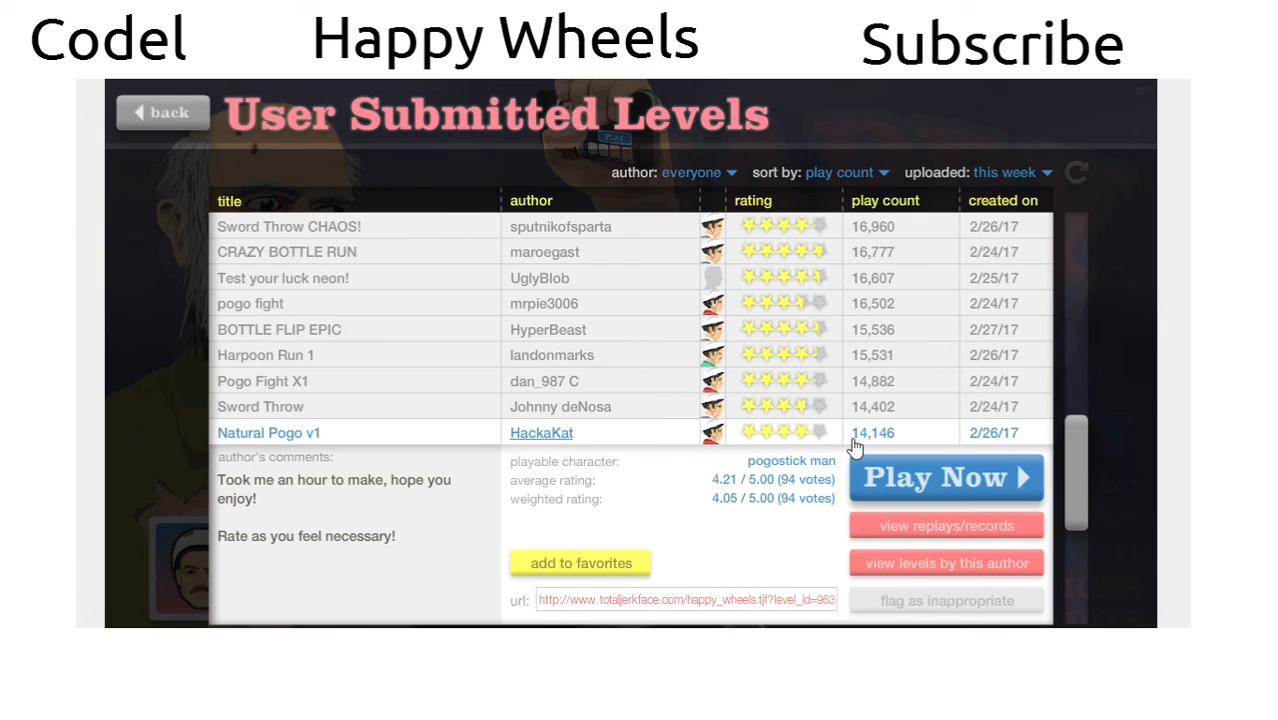 Codel Happy Wheels Subscribe
back User Submitted Levels
author: everyone sort by: play count uploaded: this week
title author rating play count created on
Sword Throw CHAOS! sputnikofsparta 16,960 2/26/17
CRAZY BOTTLE RUN maroegast 16,777 2/24/17
Test your luck neon! UglyBlob 16,607 2/25/17
pogo fight mrpie3006 16,502 2/24/17
BOTTLE FLIP EPIC HyperBeast 15,536 2/27/17
Harpoon Run 1 landonmarks 15,531 2/26/17
Pogo Fight X1 dan_987 C 14,882 2/24/17
Sword Throw Johnny deNosa 14,402 2/24/17
Natural Pogo v1 HackaKat 14,146 2/26/17
author's comments:
Took me an hour to make, hope you
enjoy!
Rate as you feel necessary!
playable character: pogostick man
average rating: 4.21 / 5.00 (94 votes)
weighted rating: 4.05 / 5.00 (94 votes)
add to favorites
url: http://www.totaljerkface.com/happy_wheels.tjf?level_id=953
Play Now
view replays/records
view levels by this author
flag as inappropriate